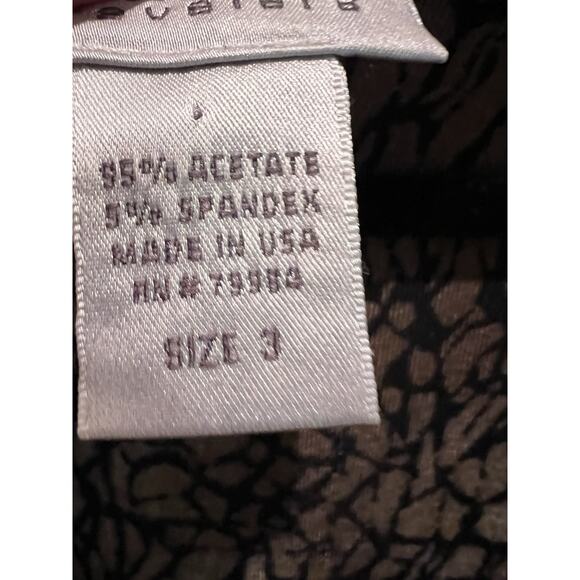 95% ACETATE
5% SPANDEX
MADE IN USA
RN # 79984
SIZE 3